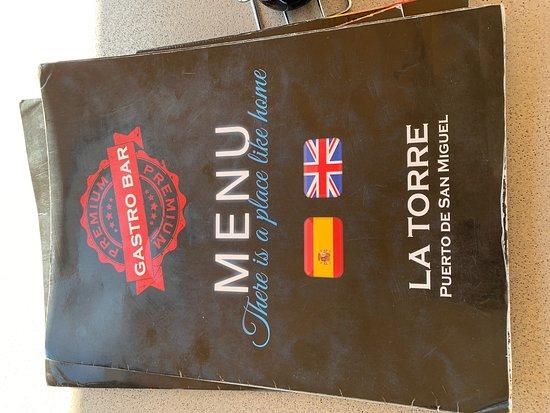 PREMIUM
GASTRO BAR
PREMIUM
MENU
There is a place like home
LA TORRE
PUERTO DE SAN MIGUEL